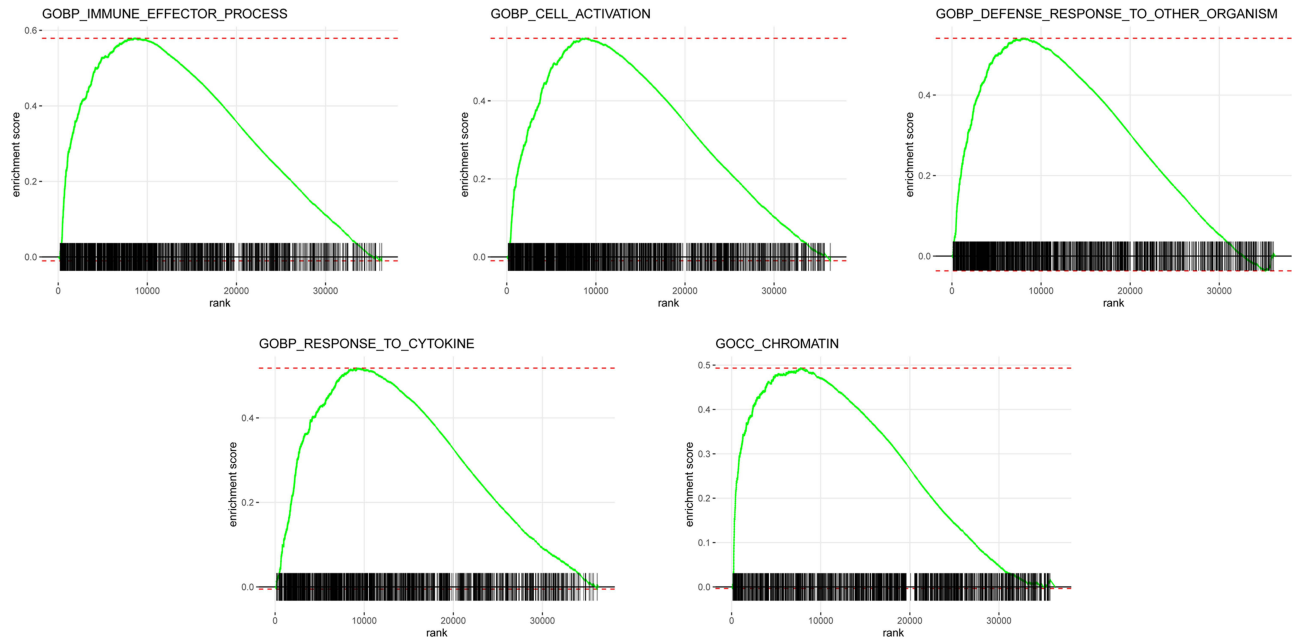 GOBP_IMMUNE_EFFECTOR_PROCESS
0.6
0.4
0.2
0.0
enrichment score
0 10000 20000 30000
rank
GOBP_CELL_ACTIVATION
0.4
0.2
0.0
enrichment score
0 10000 20000 30000
rank
GOBP_DEFENSE_RESPONSE_TO_OTHER_ORGANISM
0.4
0.2
0.0
enrichment score
0 10000 20000 30000
rank
GOBP_RESPONSE_TO_CYTOKINE
0.4
0.2
0.0
enrichment score
0 10000 20000 30000
rank
GOCC_CHROMATIN
0.5
0.4
0.3
0.2
0.1
0.0
enrichment score
0 10000 20000 30000
rank